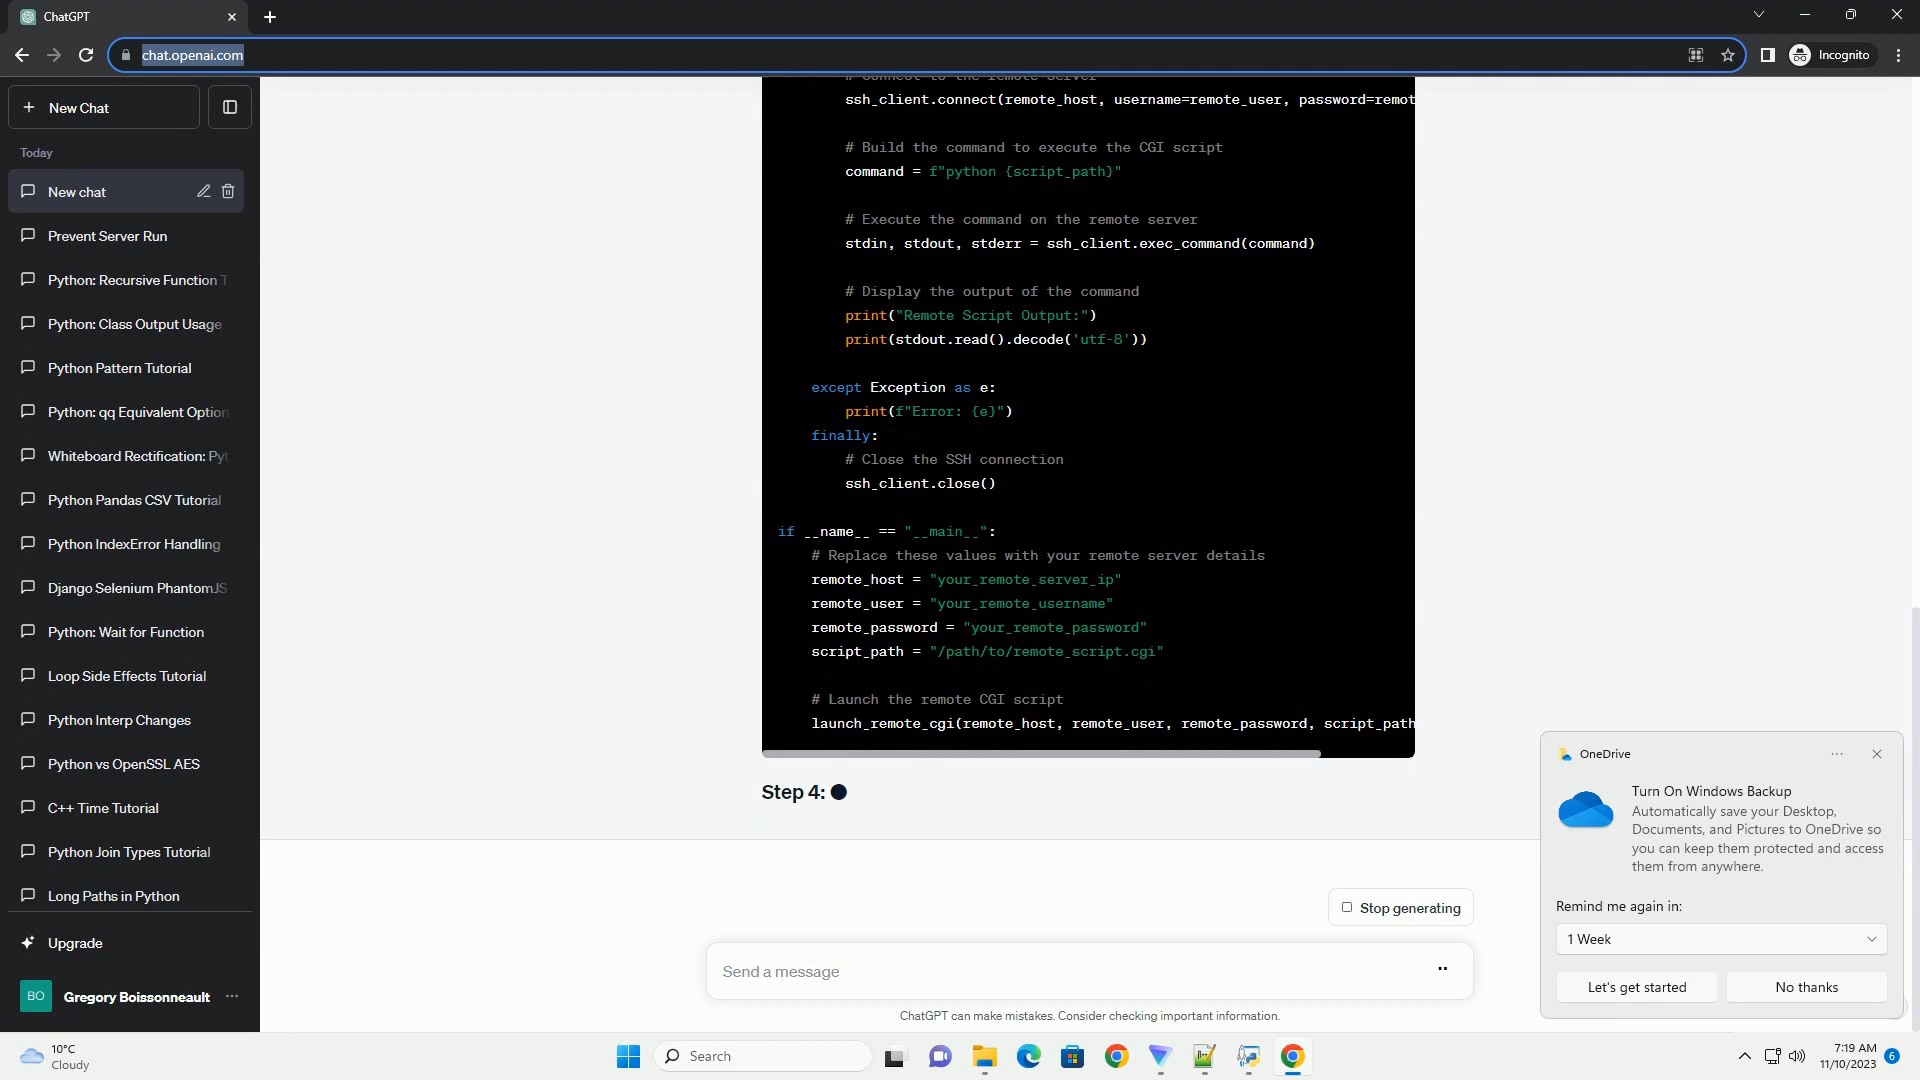 ChatGPT
chat.openai.com
Incognito
New Chat
Today
New chat
Prevent Server Run
Python: Recursive Function T
Python: Class Output Usage
Python Pattern Tutorial
Python: qq Equivalent Option
Whiteboard Rectification: Pyt
Python Pandas CSV Tutorial
Python IndexError Handling
Django Selenium PhantomJS
Python: Wait for Function
Loop Side Effects Tutorial
Python Interp Changes
Python vs OpenSSL AES
C++ Time Tutorial
Python Join Types Tutorial
Long Paths in Python
Upgrade
BO
Gregory Boissonneault
# Connect to the remote server
ssh_client.connect(remote_host, username=remote_user, password=remot
# Build the command to execute the CGI script
command = f"python {script_path}"
# Execute the command on the remote server
stdin, stdout, stderr = ssh_client.exec_command(command)
# Display the output of the command
print("Remote Script Output:")
print(stdout.read().decode('utf-8'))
except Exception as e:
print(f"Error: {e}")
finally:
# Close the SSH connection
ssh_client.close()
if __name__ == "__main__":
# Replace these values with your remote server details
remote_host = "your_remote_server_ip"
remote_user = "your_remote_username"
remote_password = "your_remote_password"
script_path = "/path/to/remote_script.cgi"
# Launch the remote CGI script
launch_remote_cgi(remote_host, remote_user, remote_password, script_path
Step 4:
Stop generating
Send a message
ChatGPT can make mistakes. Consider checking important information.
OneDrive
Turn On Windows Backup
Automatically save your Desktop,
Documents, and Pictures to OneDrive so
you can keep them protected and access
them from anywhere.
Remind me again in:
1 Week
Let's get started
No thanks
10°C
Cloudy
Search
7:19 AM
11/10/2023
6